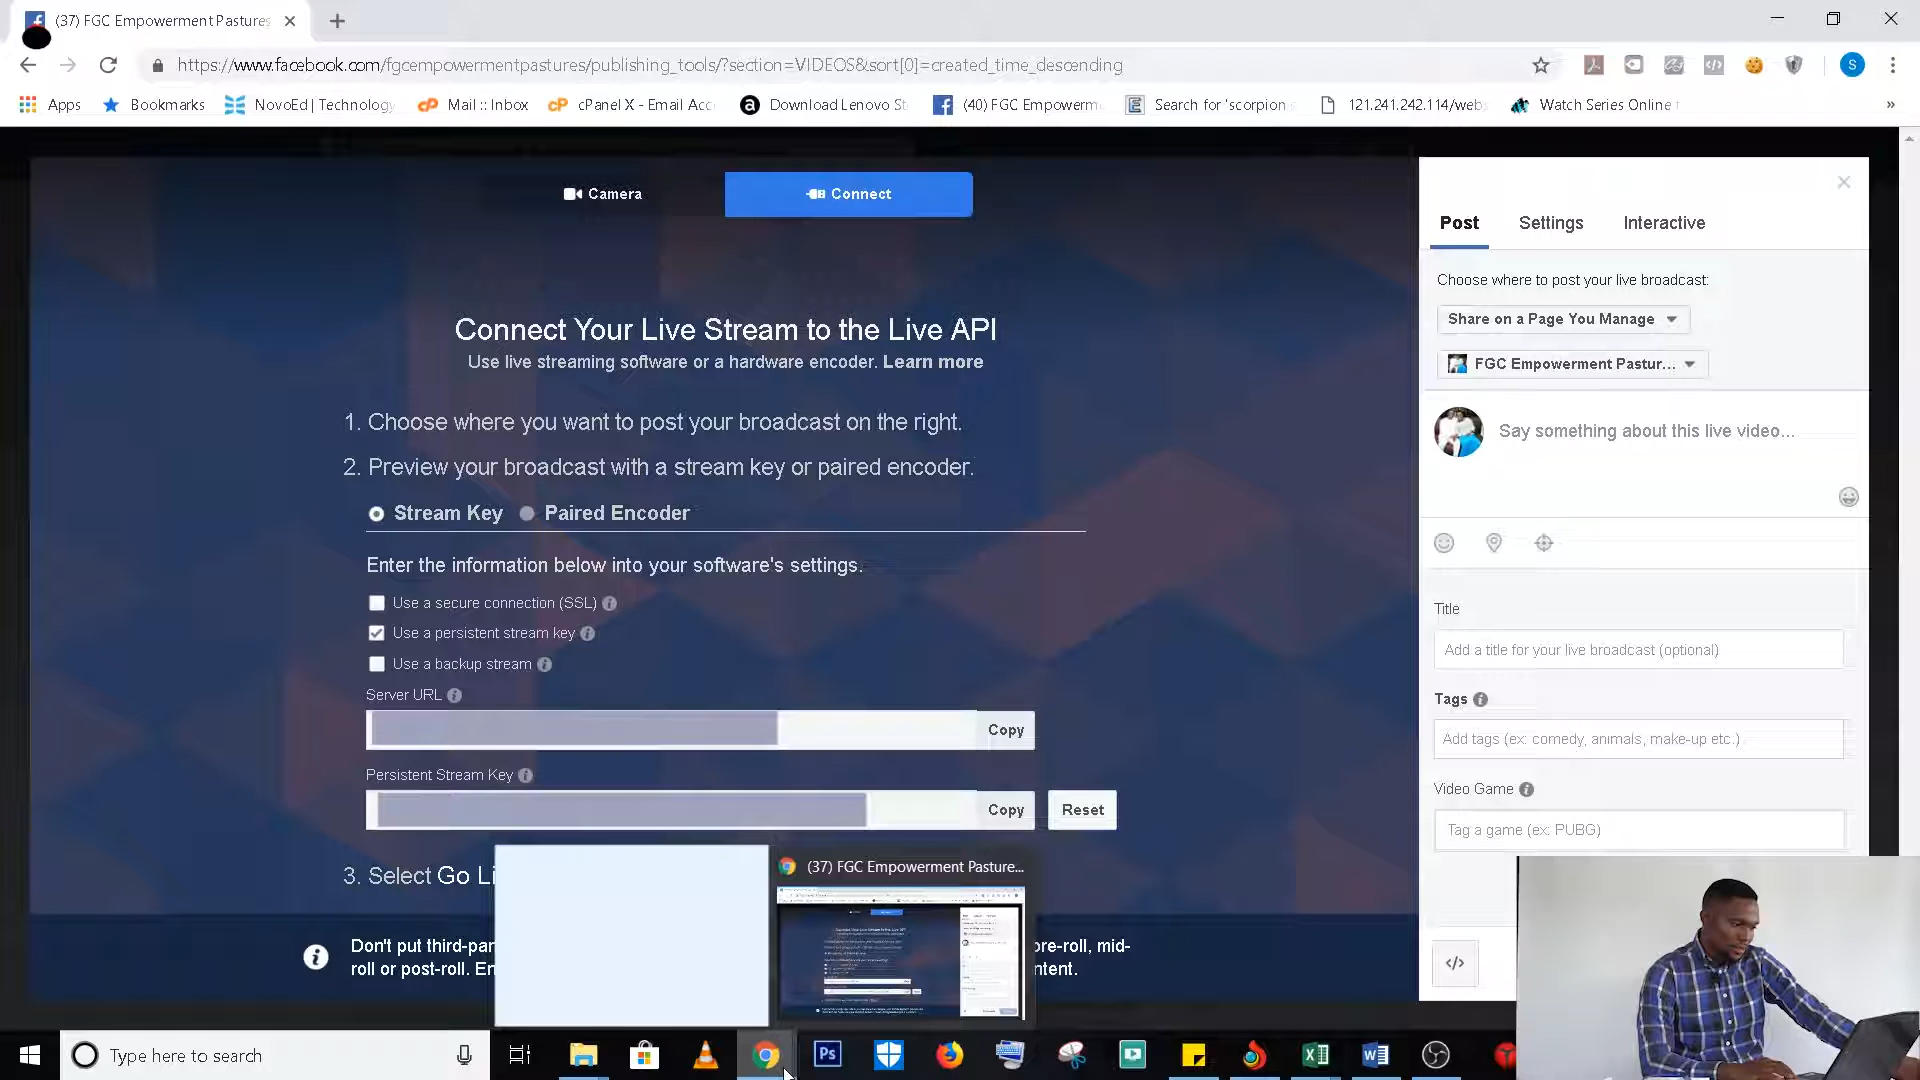 (37) FGC Empowerment Pastures
https://www.facebook.com/fgcempowermentpastures/publishing_tools/?section=VIDEOS&sort[0]=created_time_descending
S
Apps
Bookmarks
NovoEd | Technology
Mail :: Inbox
cPanel X - Email Acc
Download Lenovo St
(40) FGC Empowerm
Search for 'scorpion
121.241.242.114/webs
Watch Series Online
»
Camera
Connect
Connect Your Live Stream to the Live API
Use live streaming software or a hardware encoder. Learn more
1. Choose where you want to post your broadcast on the right.
2. Preview your broadcast with a stream key or paired encoder.
Stream Key
Paired Encoder
Enter the information below into your software's settings.
Use a secure connection (SSL)
Use a persistent stream key
Use a backup stream
Server URL
Copy
Persistent Stream Key
Copy
Reset
3. Select Go Li
Don't put third-par
ore-roll, mid-
roll or post-roll. En
ntent.
(37) FGC Empowerment Pasture...
Post
Settings
Interactive
Choose where to post your live broadcast:
Share on a Page You Manage
FGC Empowerment Pastur...
Say something about this live video...
Title
Add a title for your live broadcast (optional)
Tags
Add tags (ex: comedy, animals, make-up etc.)
Video Game
Tag a game (ex: PUBG)
</>
Type here to search
Ps